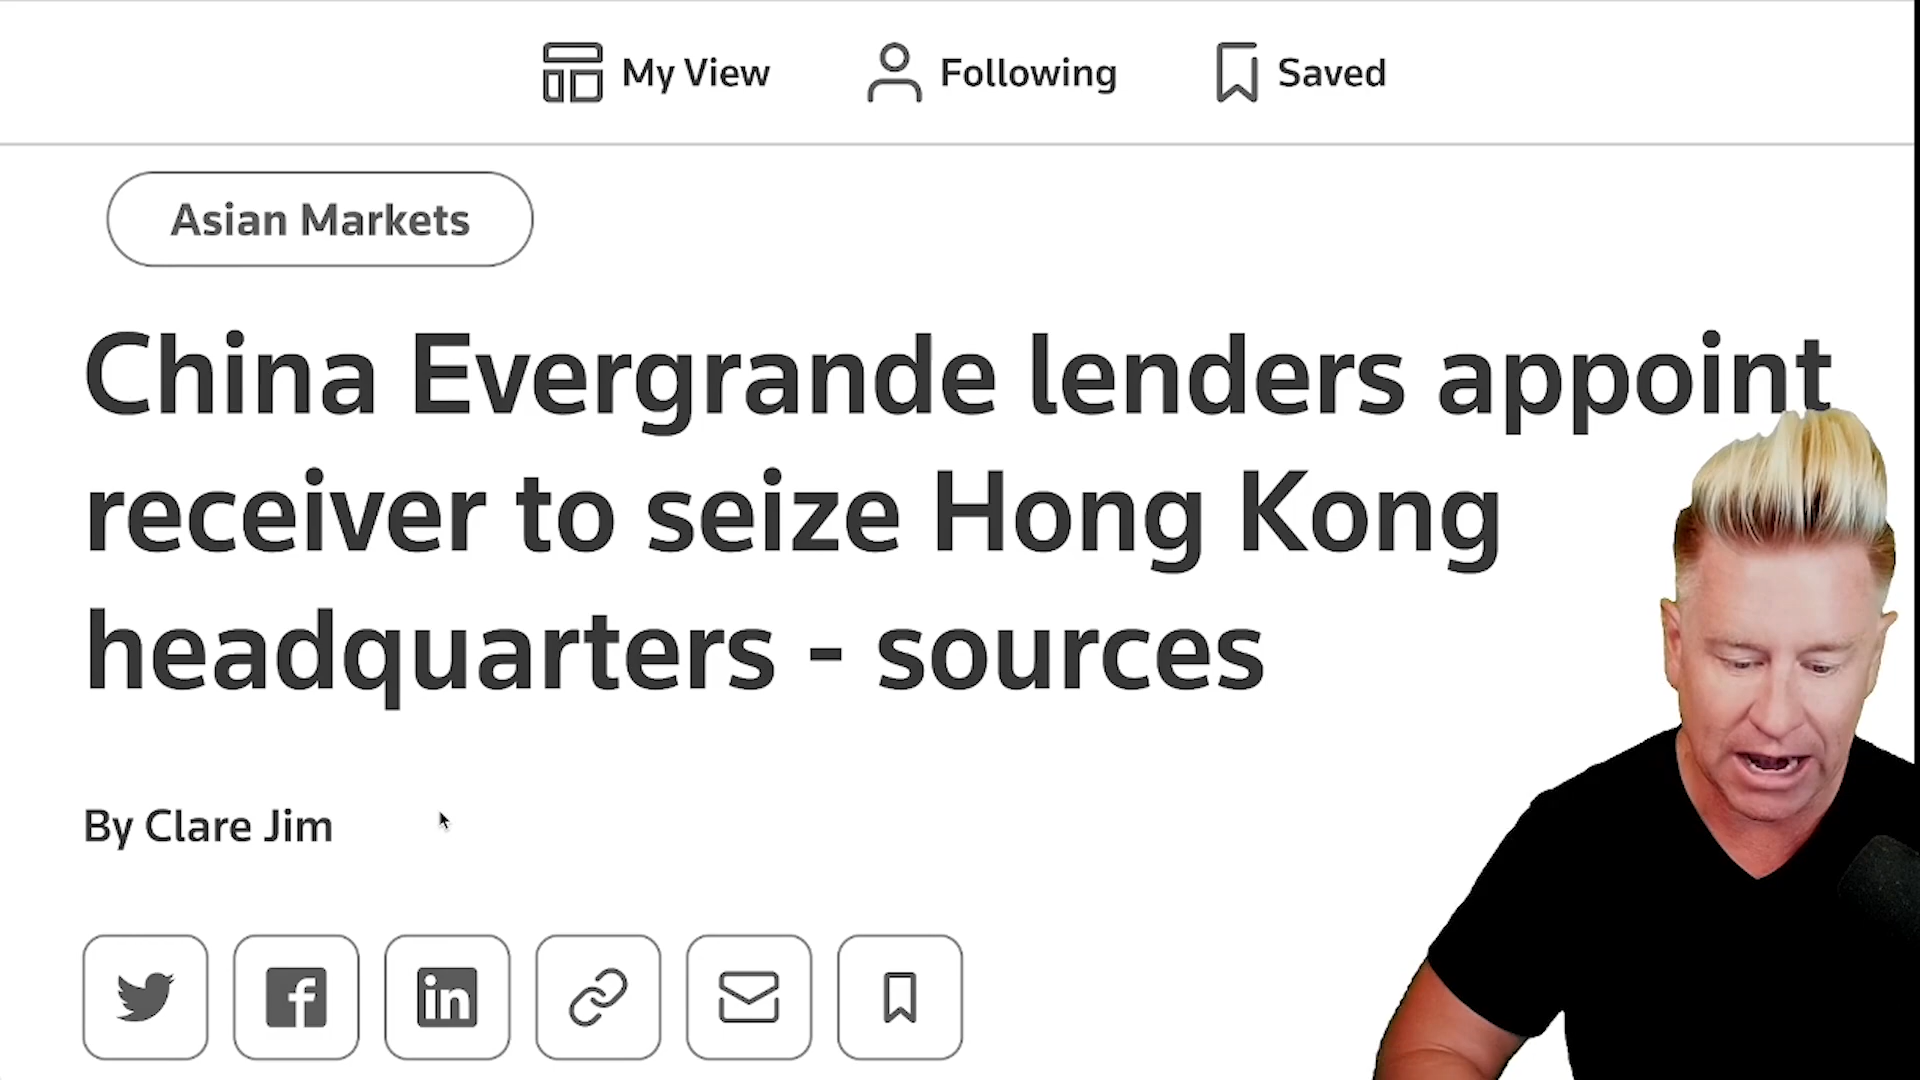 My View Following Saved
Asian Markets
China Evergrande lenders appoint
receiver to seize Hong Kong
headquarters - sources
By Clare Jim